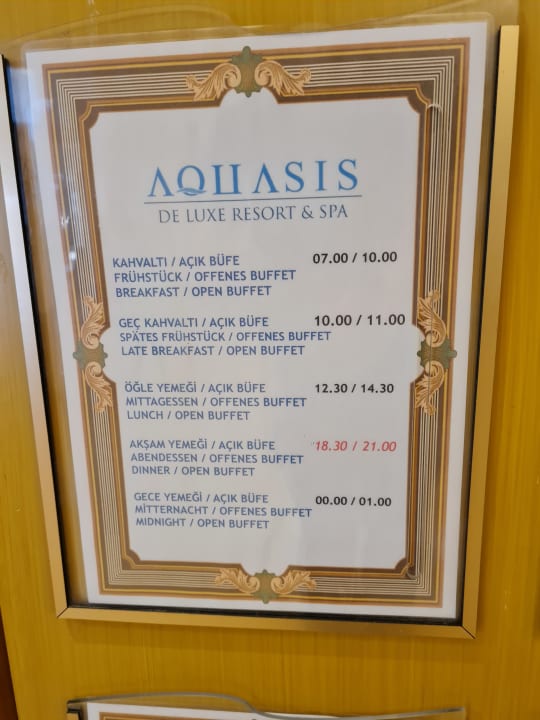 AQUASIS
DE LUXE RESORT & SPA
KAHVALTI / AÇIK BÜFE 07.00 / 10.00
FRÜHSTÜCK / OFFENES BUFFET
BREAKFAST / OPEN BUFFET
GEÇ KAHVALTI / AÇIK BÜFE 10.00 / 11.00
SPÄTES FRÜHSTÜCK / OFFENES BUFFET
LATE BREAKFAST / OPEN BUFFET
ÖĞLE YEMEĞİ / AÇIK BÜFE 12.30 / 14.30
MITTAGESSEN / OFFENES BUFFET
LUNCH / OPEN BUFFET
AKŞAM YEMEĞİ / AÇIK BÜFE 18.30 / 21.00
ABENDESSEN / OFFENES BUFFET
DINNER / OPEN BUFFET
GECE YEMEĞİ / AÇIK BÜFE 00.00 / 01.00
MİTTERNACHT / OFFENES BUFFET
MIDNIGHT / OPEN BUFFET